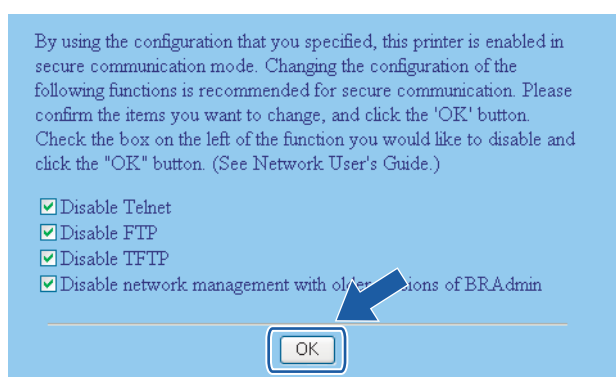 By using the configuration that you specified, this printer is enabled in
secure communication mode. Changing the configuration of the
following functions is recommended for secure communication. Please
confirm the items you want to change, and click the 'OK' button.
Check the box on the left of the function you would like to disable and
click the "OK" button. (See Network User's Guide.)
Disable Telnet
Disable FTP
Disable TFTP
Disable network management with older of BRAdmin
OK